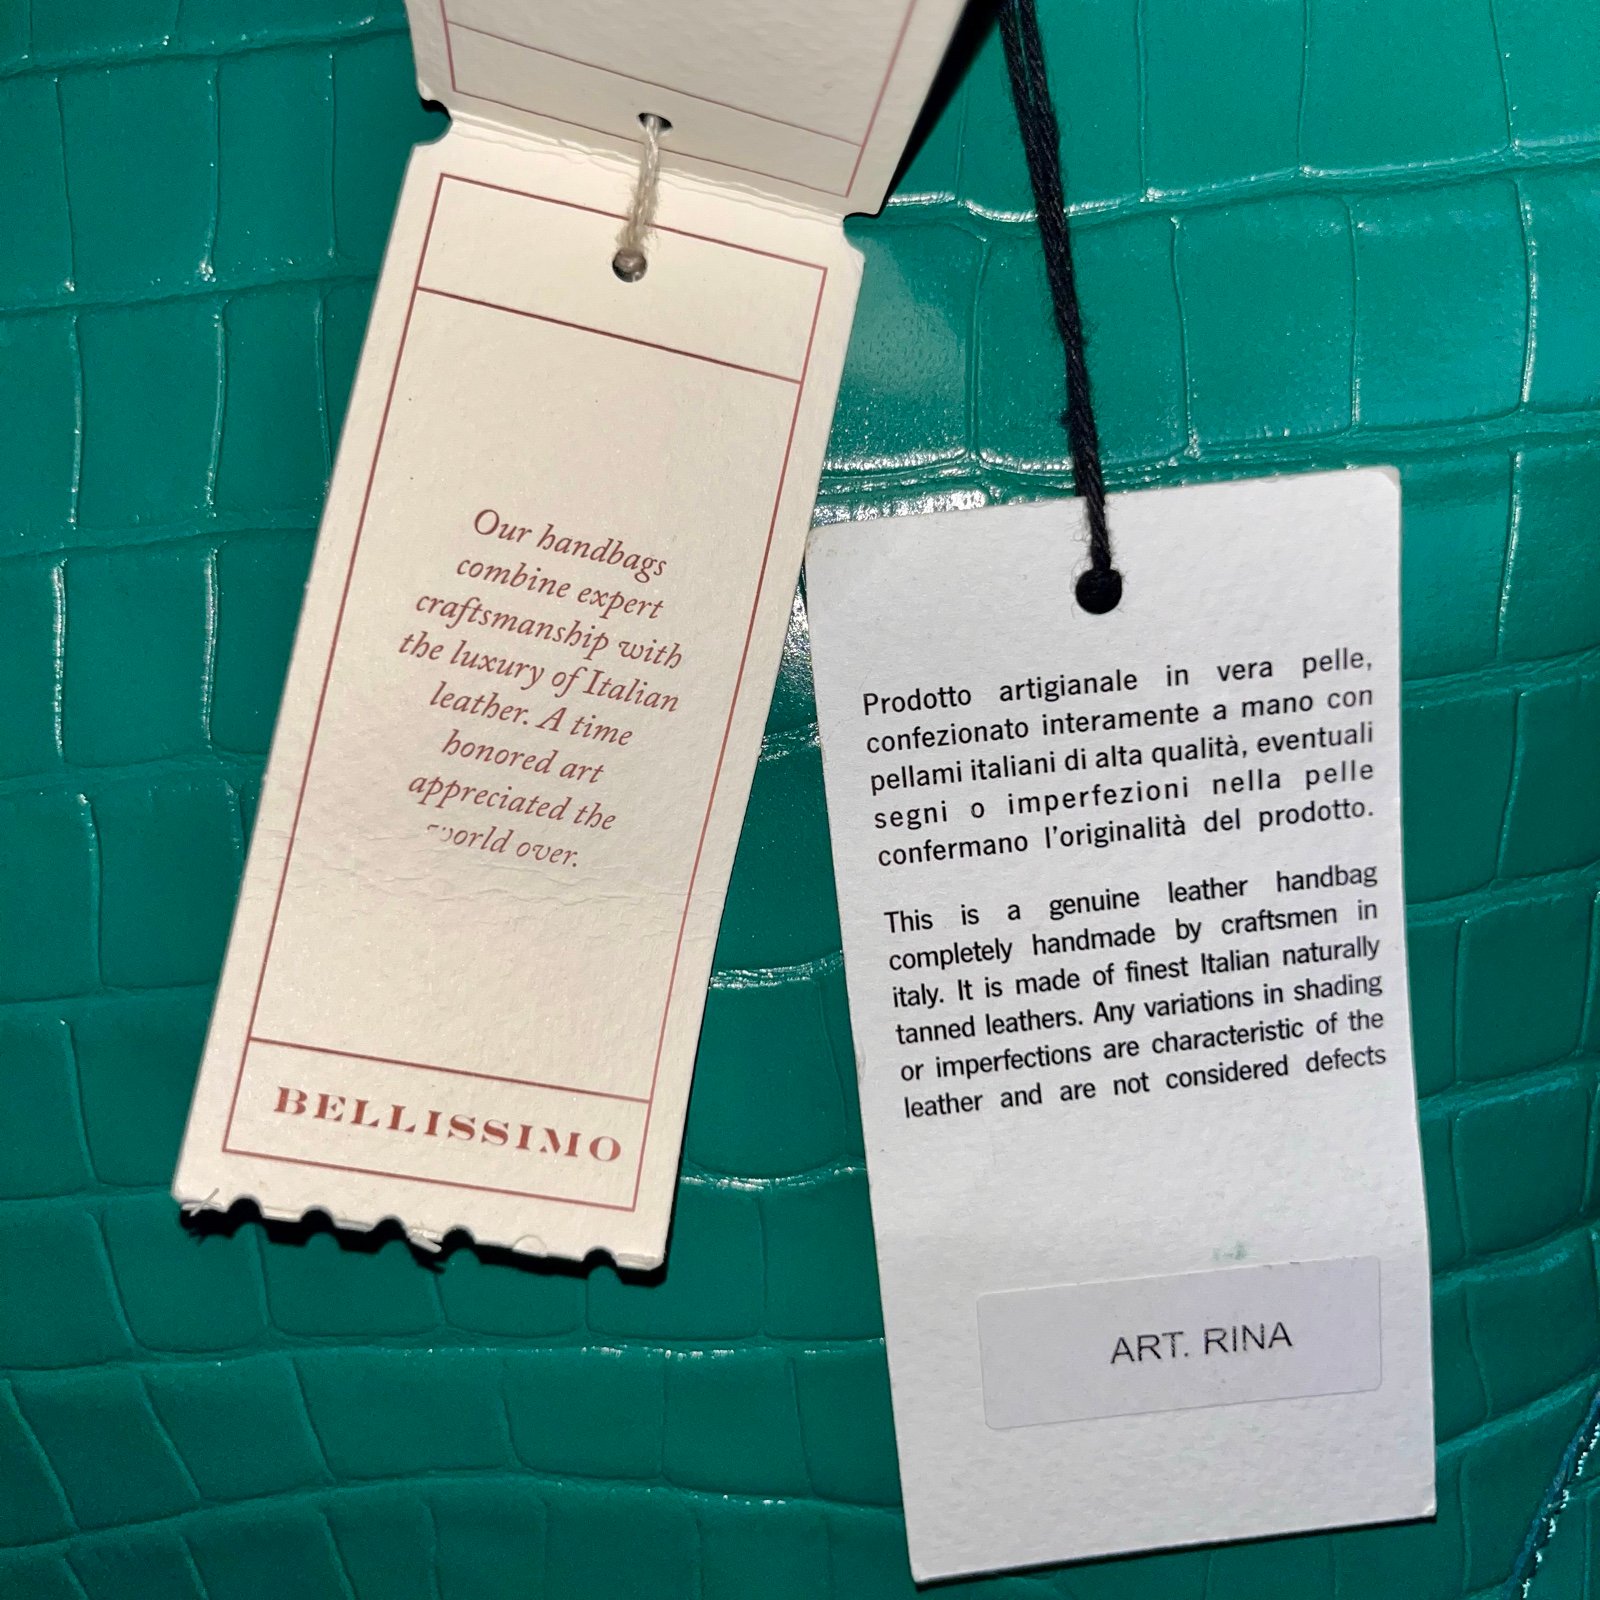 Our handbags
combine expert
craftsmanship with
the luxury of Italian
leather. A time
honored art
appreciated the
world over.
BELLISSIMO
Prodotto artigianale in vera pelle,
confezionato interamente a mano con
pellami italiani di alta qualità, eventuali
segni o imperfezioni nella pelle
confermano l'originalità del prodotto.
This is a genuine leather handbag
completely handmade by craftsmen in
italy. It is made of finest Italian naturally
tanned leathers. Any variations in shading
or imperfections are characteristic of the
leather and are not considered defects
ART. RINA